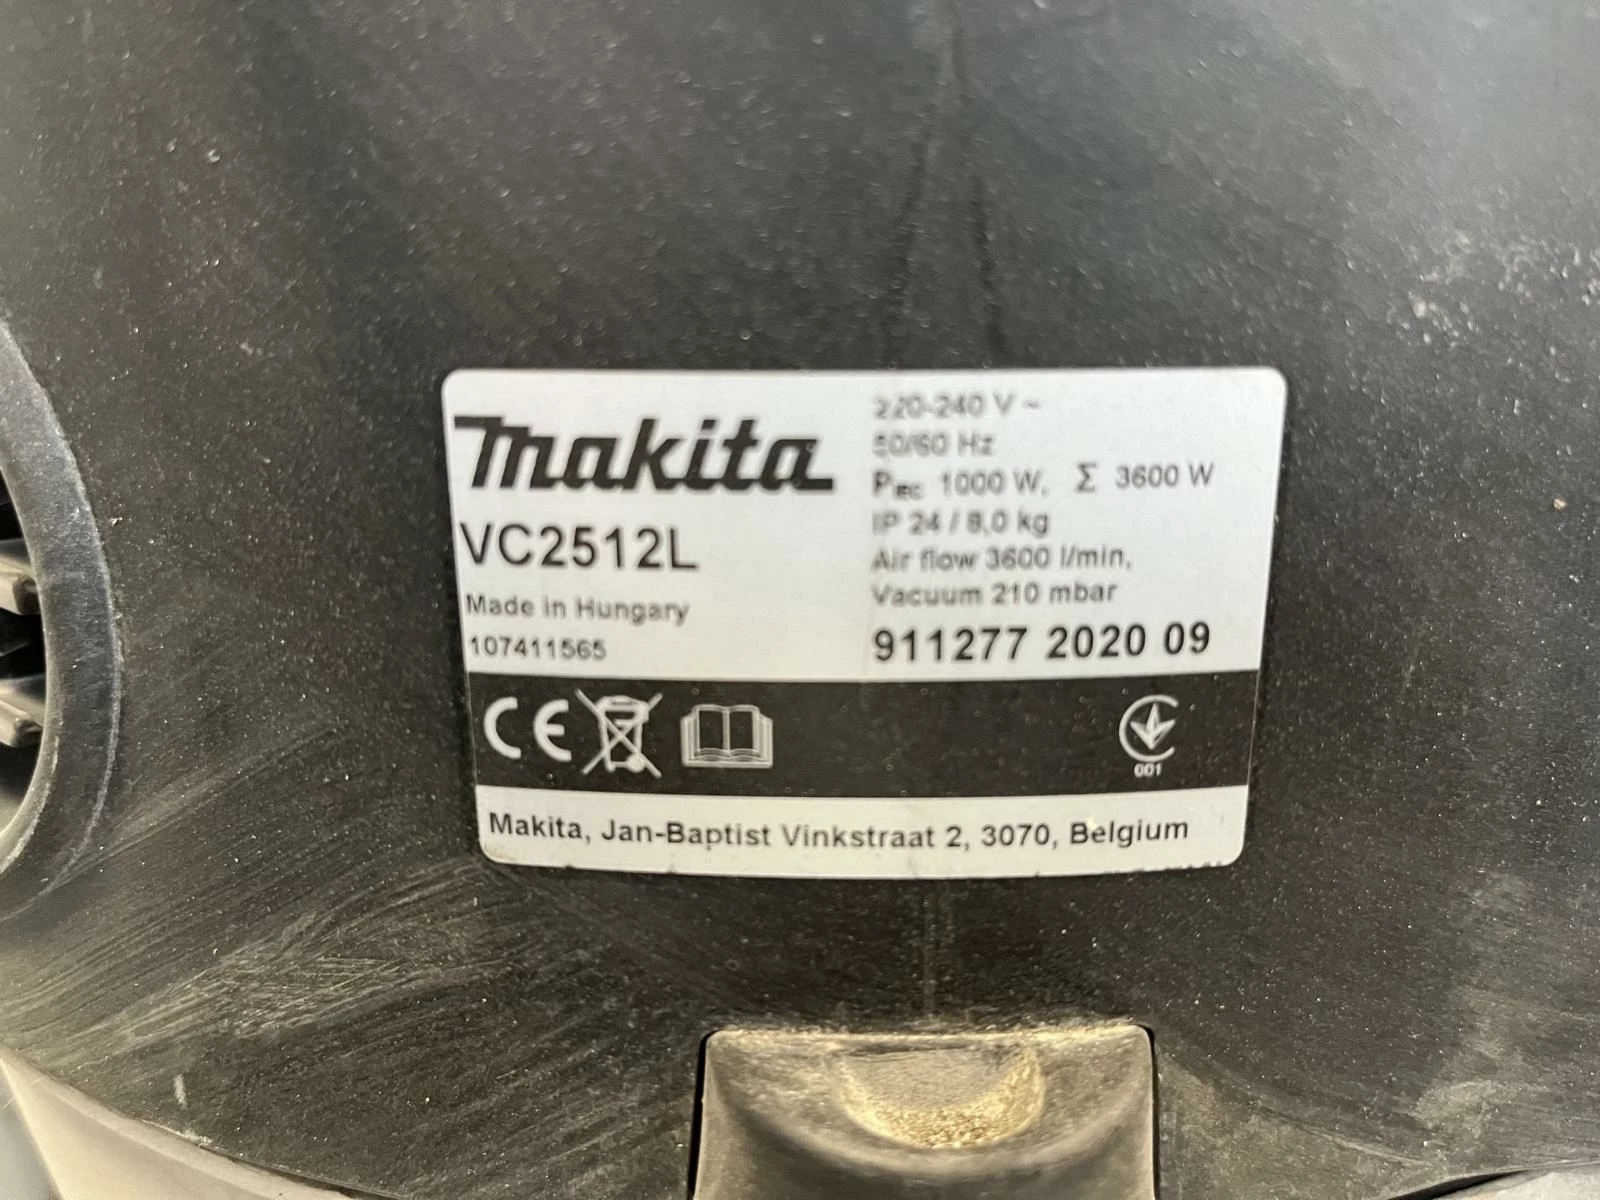 makita
VC2512L
Made in Hungary
107411565
220-240 V ~
50/60 Hz
Pᵢₑc 1000 W, Σ 3600 W
IP 24 / 8,0 kg
Air flow 3600 l/min,
Vacuum 210 mbar
911277 2020 09
CE
001
Makita, Jan-Baptist Vinkstraat 2, 3070, Belgium